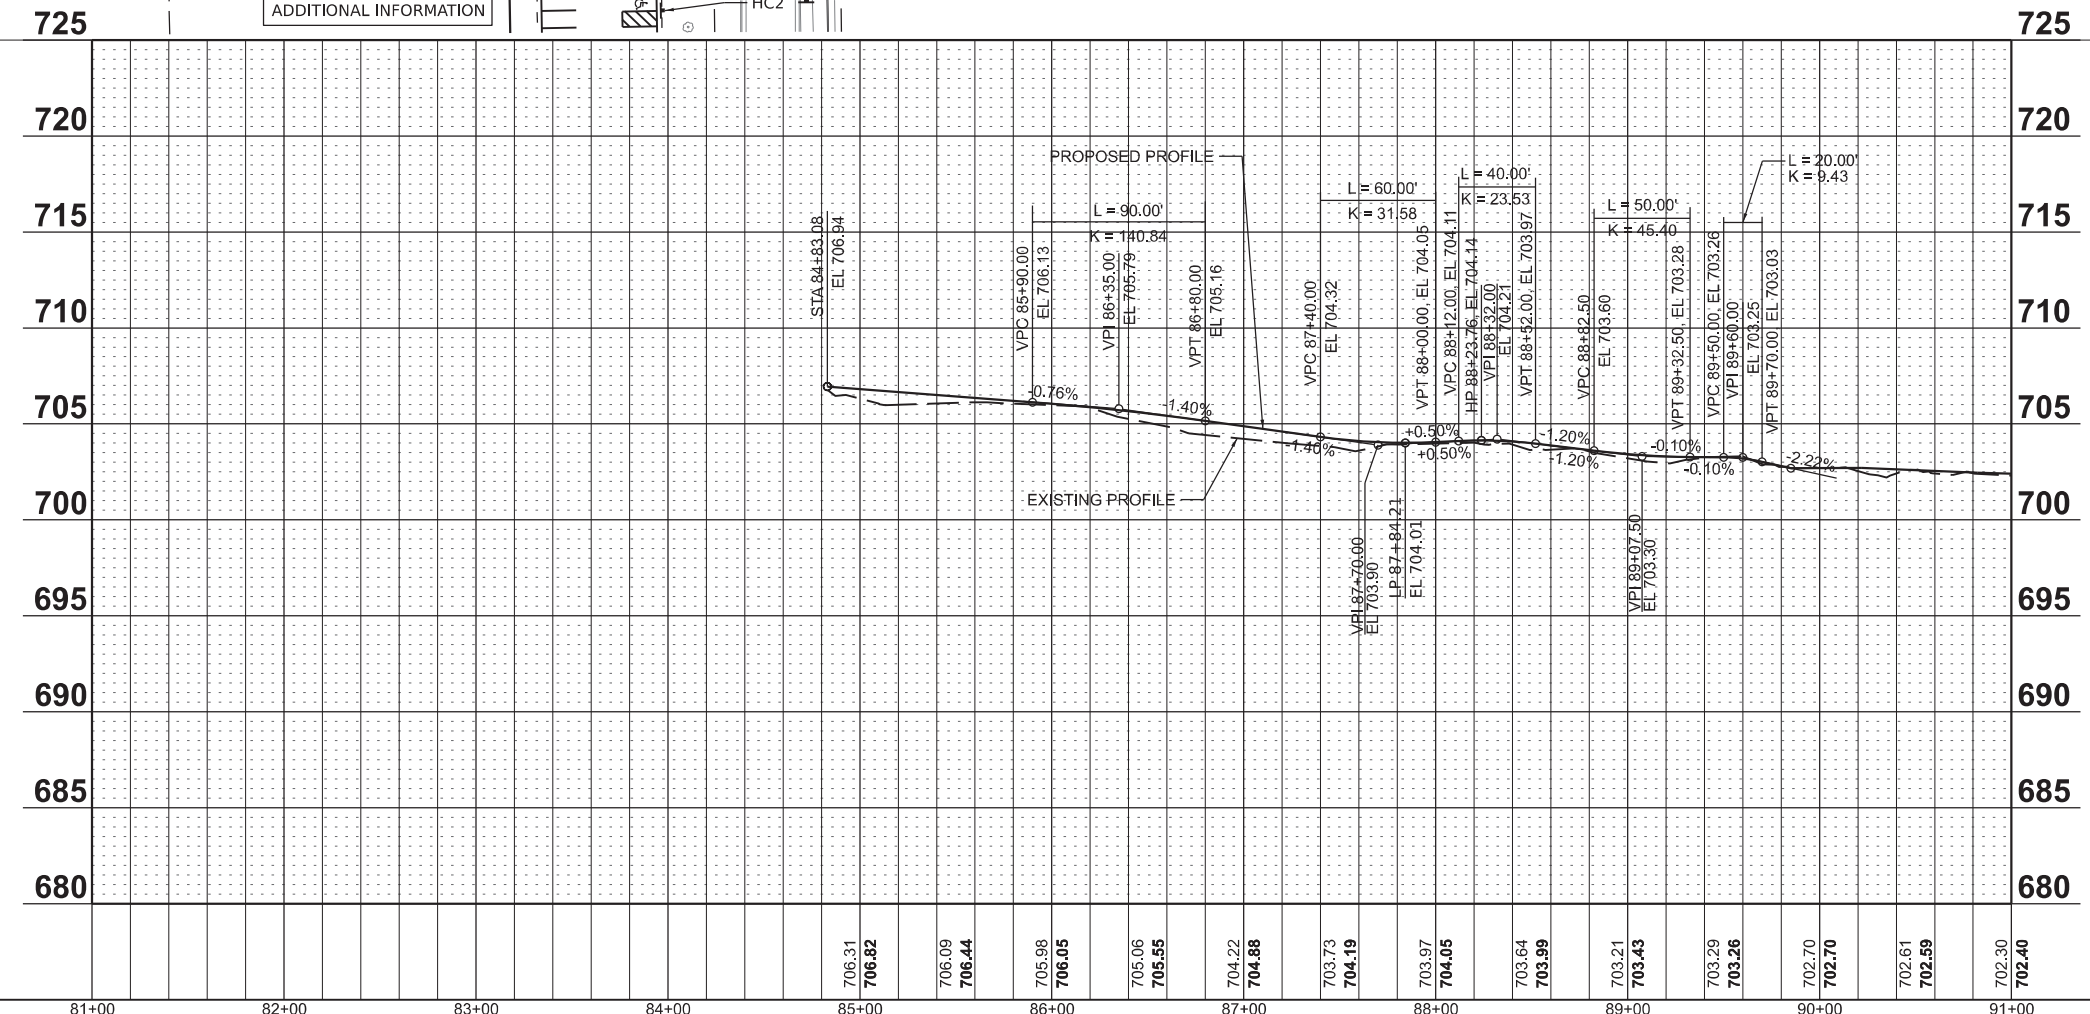 ADDITIONAL INFORMATION
HC2
725
725
720
720
715
715
710
710
705
705
700
700
695
695
690
690
685
685
680
680
PROPOSED PROFILE
EXISTING PROFILE
STA 84+83.08
EL 706.94
L = 90.00'
K = 140.84
VPC 85+90.00
EL 706.13
VPI 86+35.00
EL 705.79
VPT 86+80.00
EL 705.16
L = 60.00'
K = 31.58
VPC 87+40.00
EL 704.32
VPI 87+70.00
EL 703.90
LP 87+84.21
EL 704.01
VPT 88+00.00, EL 704.05
L = 40.00'
K = 23.53
VPC 88+12.00, EL 704.11
HP 88+23.76, EL 704.14
VPI 88+32.00
EL 704.21
VPT 88+52.00, EL 703.97
L = 50.00'
K = 45.40
VPC 88+82.50
EL 703.60
VPI 89+07.50
EL 703.30
VPT 89+32.50, EL 703.28
L = 20.00'
K = 9.43
VPC 89+50.00, EL 703.26
VPI 89+60.00
EL 703.25
VPT 89+70.00, EL 703.03
-0.76%
-1.40%
-1.40%
+0.50%
+0.50%
-1.20%
-1.20%
-0.10%
-0.10%
-2.22%
706.31
706.82
706.09
706.44
705.98
706.05
705.06
705.55
704.22
704.88
703.73
704.19
703.97
704.05
703.64
703.99
703.21
703.43
703.29
703.26
702.70
702.70
702.61
702.59
702.30
702.40
81+00
82+00
83+00
84+00
85+00
86+00
87+00
88+00
89+00
90+00
91+00